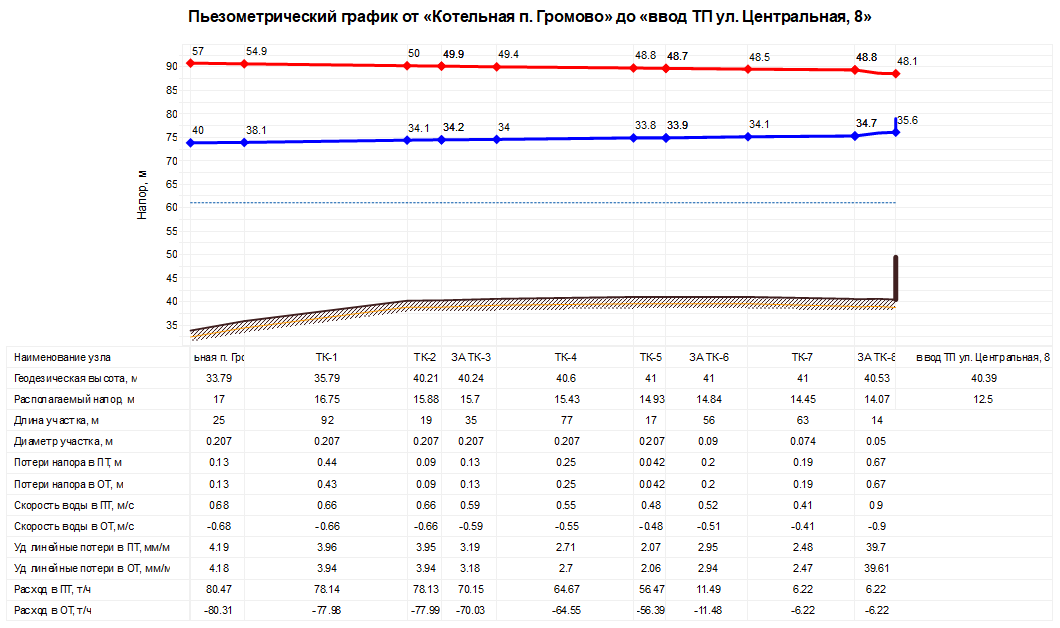 Пьезометрический график от «Котельная п. Громово» до «ввод ТП ул. Центральная, 8»
57 54.9 50 49.9 49.4 48.8 48.7 48.5 48.8 48.1
40 38.1 34.1 34.2 34 33.8 33.9 34.1 34.7 35.6
Напор, м
90
85
80
75
70
65
60
55
50
45
40
35
Наименование узла ьная п. Гро ТК-1 ТК-2 ЗА ТК-3 ТК-4 ТК-5 ЗА ТК-6 ТК-7 ЗА ТК-8 ввод ТП ул. Центральная, 8
Геодезическая высота, м 33.79 35.79 40.21 40.24 40.6 41 41 41 40.53 40.39
Располагаемый напор, м 17 16.75 15.88 15.7 15.43 14.93 14.84 14.45 14.07 12.5
Длина участка, м 25 92 19 35 77 17 56 63 14
Диаметр участка, м 0.207 0.207 0.207 0.207 0.207 0.207 0.09 0.074 0.05
Потери напора в ПТ, м 0.13 0.44 0.09 0.13 0.25 0.042 0.2 0.19 0.67
Потери напора в ОТ, м 0.13 0.43 0.09 0.13 0.25 0.042 0.2 0.19 0.67
Скорость воды в ПТ, м/с 0.68 0.66 0.66 0.59 0.55 0.48 0.52 0.41 0.9
Скорость воды в ОТ, м/с -0.68 -0.66 -0.66 -0.59 -0.55 -0.48 -0.51 -0.41 -0.9
Уд. линейные потери в ПТ, мм/м 4.19 3.96 3.95 3.19 2.71 2.07 2.95 2.48 39.7
Уд. линейные потери в ОТ, мм/м 4.18 3.94 3.94 3.18 2.7 2.06 2.94 2.47 39.61
Расход в ПТ, т/ч 80.47 78.14 78.13 70.15 64.67 56.47 11.49 6.22 6.22
Расход в ОТ, т/ч -80.31 -77.98 -77.99 -70.03 -64.55 -56.39 -11.48 -6.22 -6.22